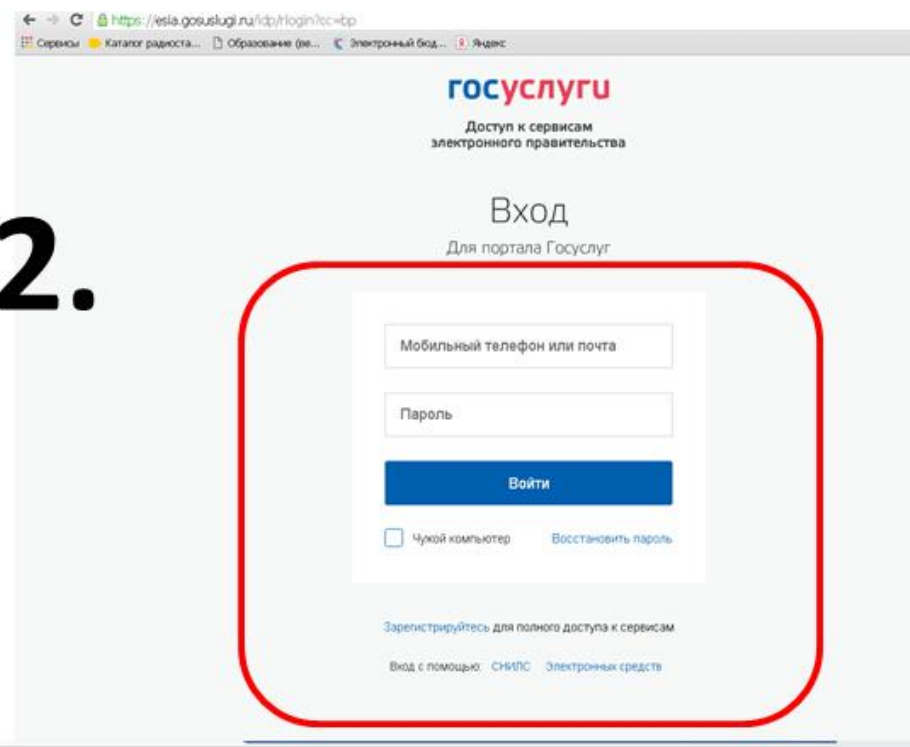 https://esia.gosuslugi.ru/idp/rlogin?cc=bp
Сервисы Каталог радиоста... Образование (ве... Электронный бюд... Яндекс
госуслуги
Доступ к сервисам
электронного правительства
Вход
Для портала Госуслуг
2.
Мобильный телефон или почта
Пароль
Войти
Чужой компьютер Восстановить пароль
Зарегистрируйтесь для полного доступа к сервисам
Вход с помощью: СНИЛС Электронных средств